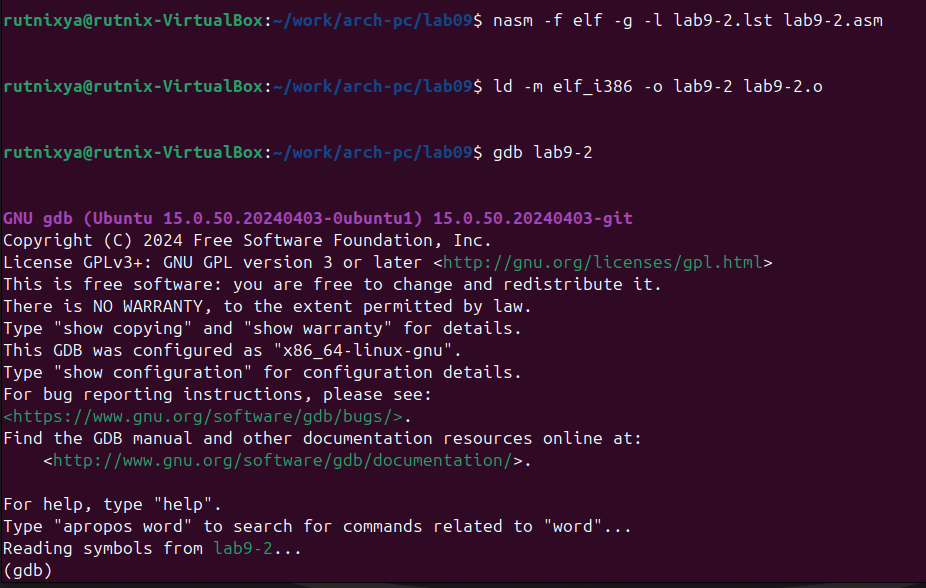 rutnixya@rutnix-VirtualBox:~/work/arch-pc/lab09$ nasm -f elf -g -l lab9-2.lst lab9-2.asm
rutnixya@rutnix-VirtualBox:~/work/arch-pc/lab09$ ld -m elf_i386 -o lab9-2 lab9-2.o
rutnixya@rutnix-VirtualBox:~/work/arch-pc/lab09$ gdb lab9-2
GNU gdb (Ubuntu 15.0.50.20240403-0ubuntu1) 15.0.50.20240403-git
Copyright (C) 2024 Free Software Foundation, Inc.
License GPLv3+: GNU GPL version 3 or later <http://gnu.org/licenses/gpl.html>
This is free software: you are free to change and redistribute it.
There is NO WARRANTY, to the extent permitted by law.
Type "show copying" and "show warranty" for details.
This GDB was configured as "x86_64-linux-gnu".
Type "show configuration" for configuration details.
For bug reporting instructions, please see:
<https://www.gnu.org/software/gdb/bugs/>.
Find the GDB manual and other documentation resources online at:
    <http://www.gnu.org/software/gdb/documentation/>.
For help, type "help".
Type "apropos word" to search for commands related to "word"...
Reading symbols from lab9-2...
(gdb)